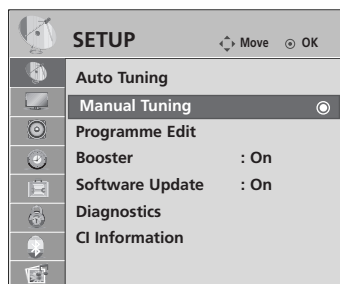 SETUP Move OK
Auto Tuning
Manual Tuning
Programme Edit
Booster : On
Software Update : On
Diagnostics
CI Information